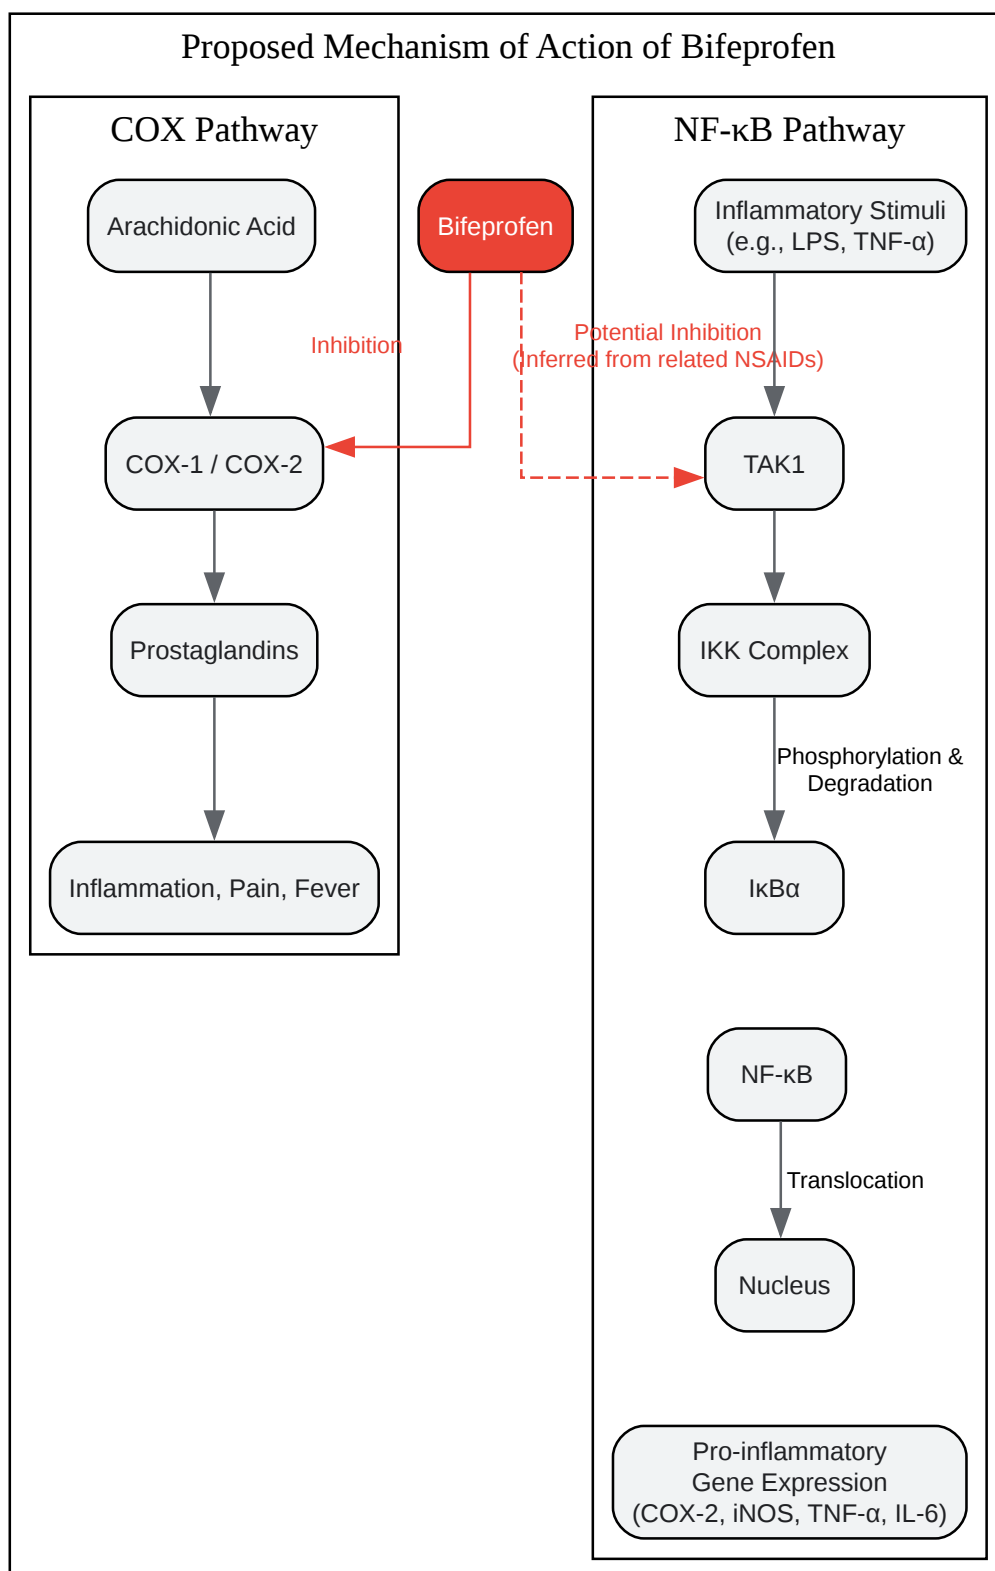 Proposed Mechanism of Action of Bifeprofen
COX Pathway
Arachidonic Acid
Inhibition
COX-1 / COX-2
Prostaglandins
Inflammation, Pain, Fever
Bifeprofen
Potential Inhibition
(Inferred from related NSAIDs)
NF-κB Pathway
Inflammatory Stimuli
(e.g., LPS, TNF-α)
TAK1
IKK Complex
Phosphorylation &
Degradation
IκBα
NF-κB
Translocation
Nucleus
Pro-inflammatory
Gene Expression
(COX-2, iNOS, TNF-α, IL-6)